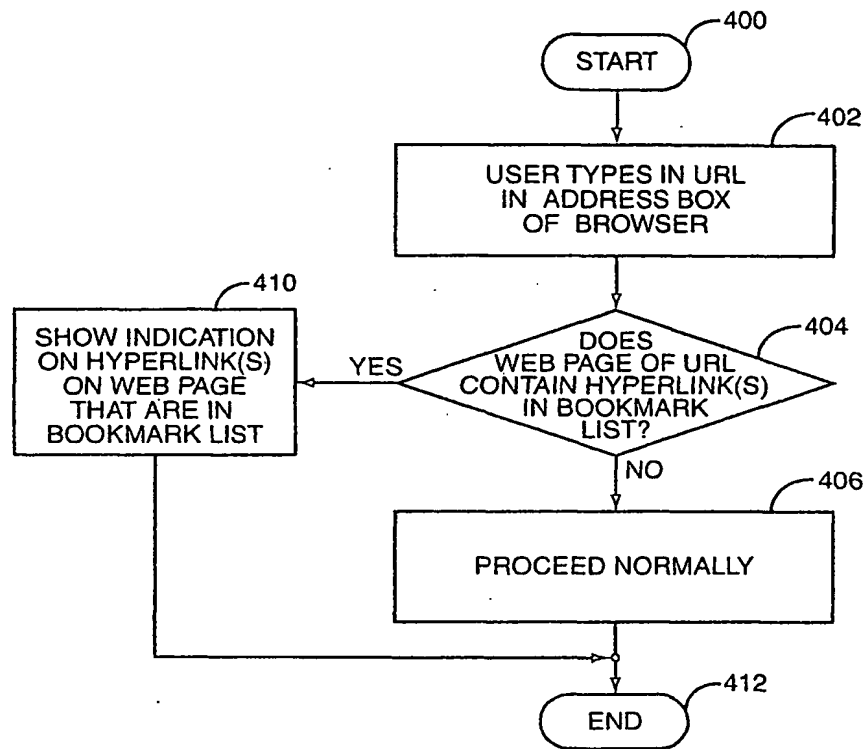 400
START
402
USER TYPES IN URL
IN ADDRESS BOX
OF BROWSER
410
SHOW INDICATION
ON HYPERLINK(S)
ON WEB PAGE
THAT ARE IN
BOOKMARK LIST
YES
404
DOES
WEB PAGE OF URL
CONTAIN HYPERLINK(S)
IN BOOKMARK
LIST?
NO
406
PROCEED NORMALLY
412
END